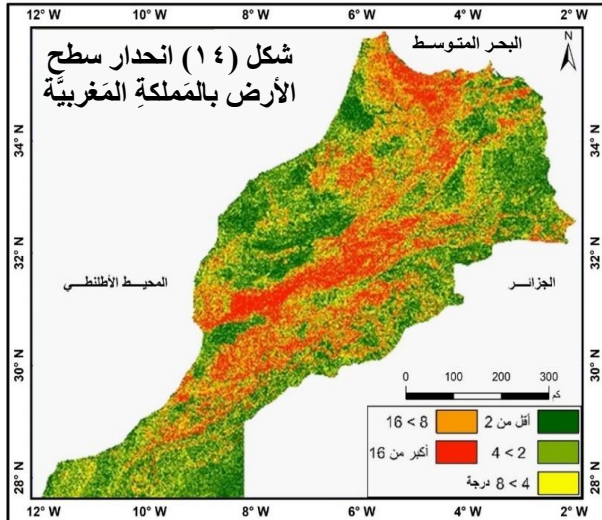 12° W 10° W 8° W 6° W 4° W 2° W
شكل (١٤) انحدار سطح
الأرض بالمَملكةِ المَغربيَّة
البحر المتوسط
N
34° N
32° N
30° N
28° N
34° N
32° N
30° N
28° N
المحيط الأطلنطي
الجزائر
0 100 200 300
كم
أقل من 2
8 > 16
2 > 4
أكبر من 16
4 > 8 درجة
12° W 10° W 8° W 6° W 4° W 2° W